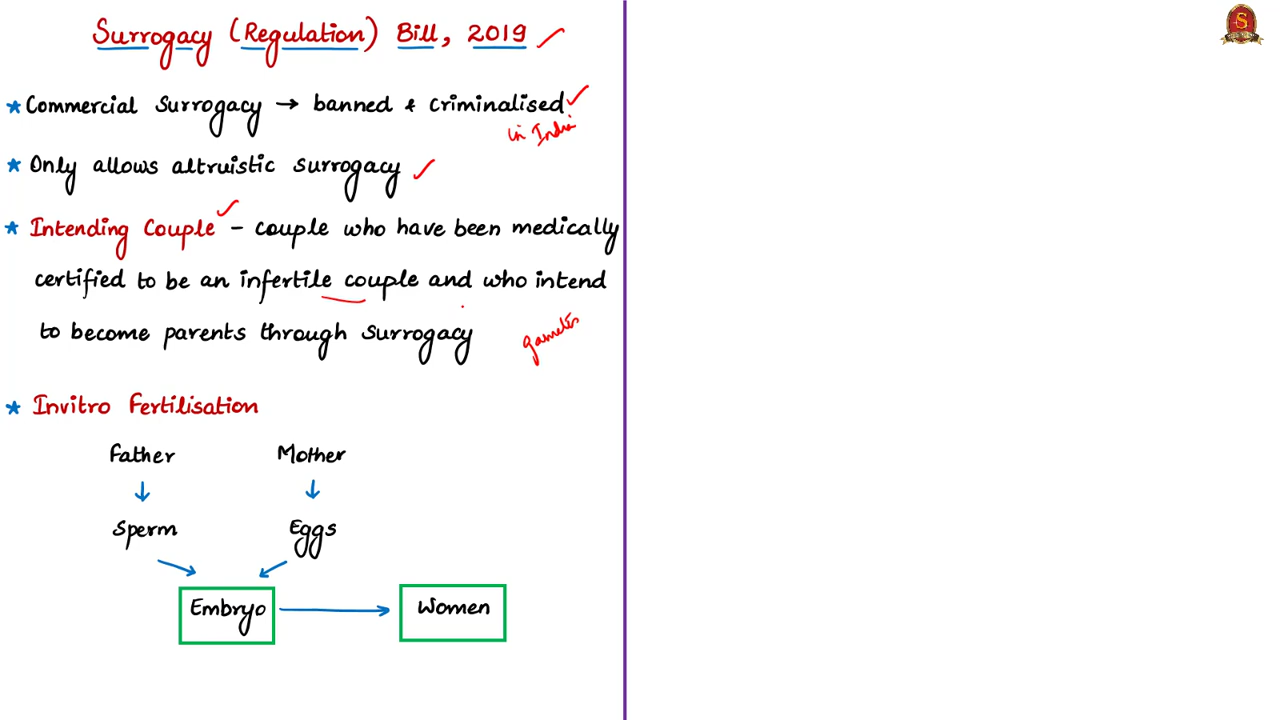 Surrogacy (Regulation) Bill, 2019
* Commercial Surrogacy → banned & criminalised
in India
* Only allows altruistic surrogacy
* Intending Couple - couple who have been medically
certified to be an infertile couple and who intend
to become parents through surrogacy
gametes
* Invitro Fertilisation
Father Mother
↓ ↓
Sperm Eggs
Embryo → Women
S